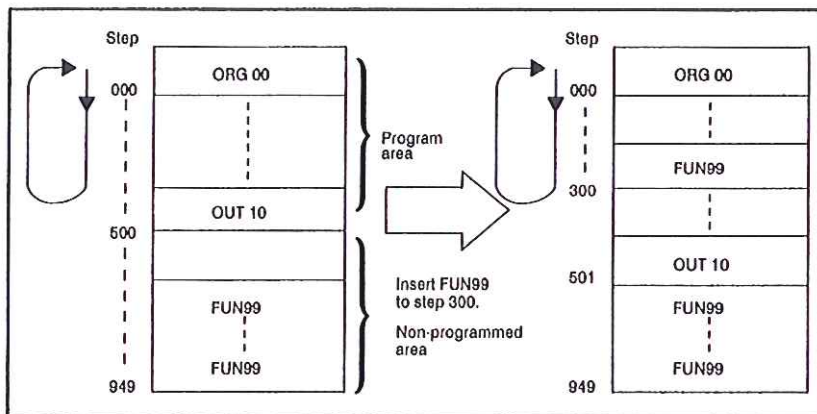 Step
ORG 00
000
OUT 10
500
FUN99
FUN99
949
Program
area
Insert FUN99
to step 300.
Non-programmed
area
Step
ORG 00
000
FUN99
300
OUT 10
501
FUN99
FUN99
949